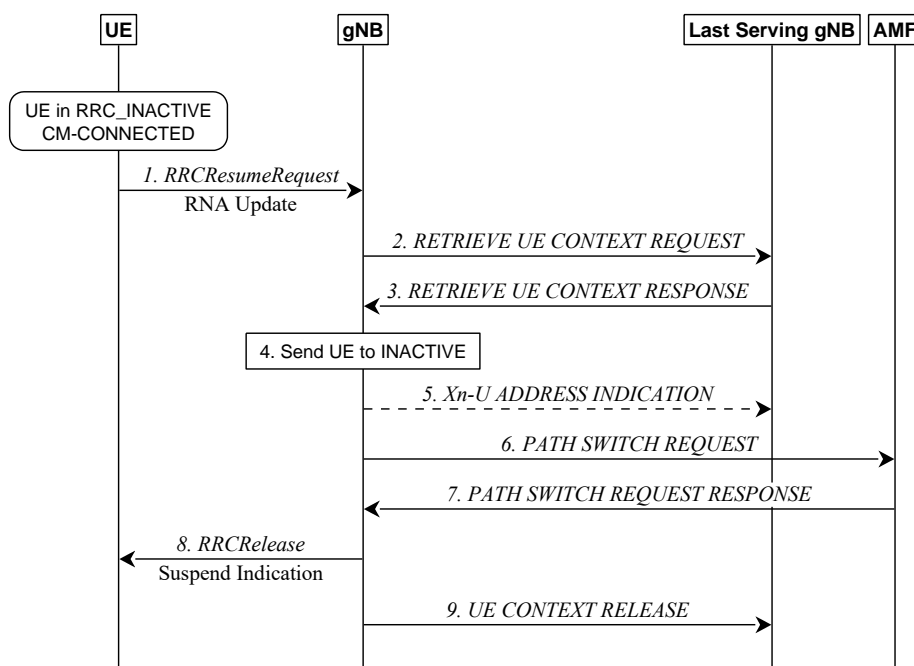 UE
gNB
Last Serving gNB
AMF
UE in RRC_INACTIVE
CM-CONNECTED
1. RRCResumeRequest
RNA Update
2. RETRIEVE UE CONTEXT REQUEST
3. RETRIEVE UE CONTEXT RESPONSE
4. Send UE to INACTIVE
5. Xn-U ADDRESS INDICATION
6. PATH SWITCH REQUEST
7. PATH SWITCH REQUEST RESPONSE
8. RRCRelease
Suspend Indication
9. UE CONTEXT RELEASE